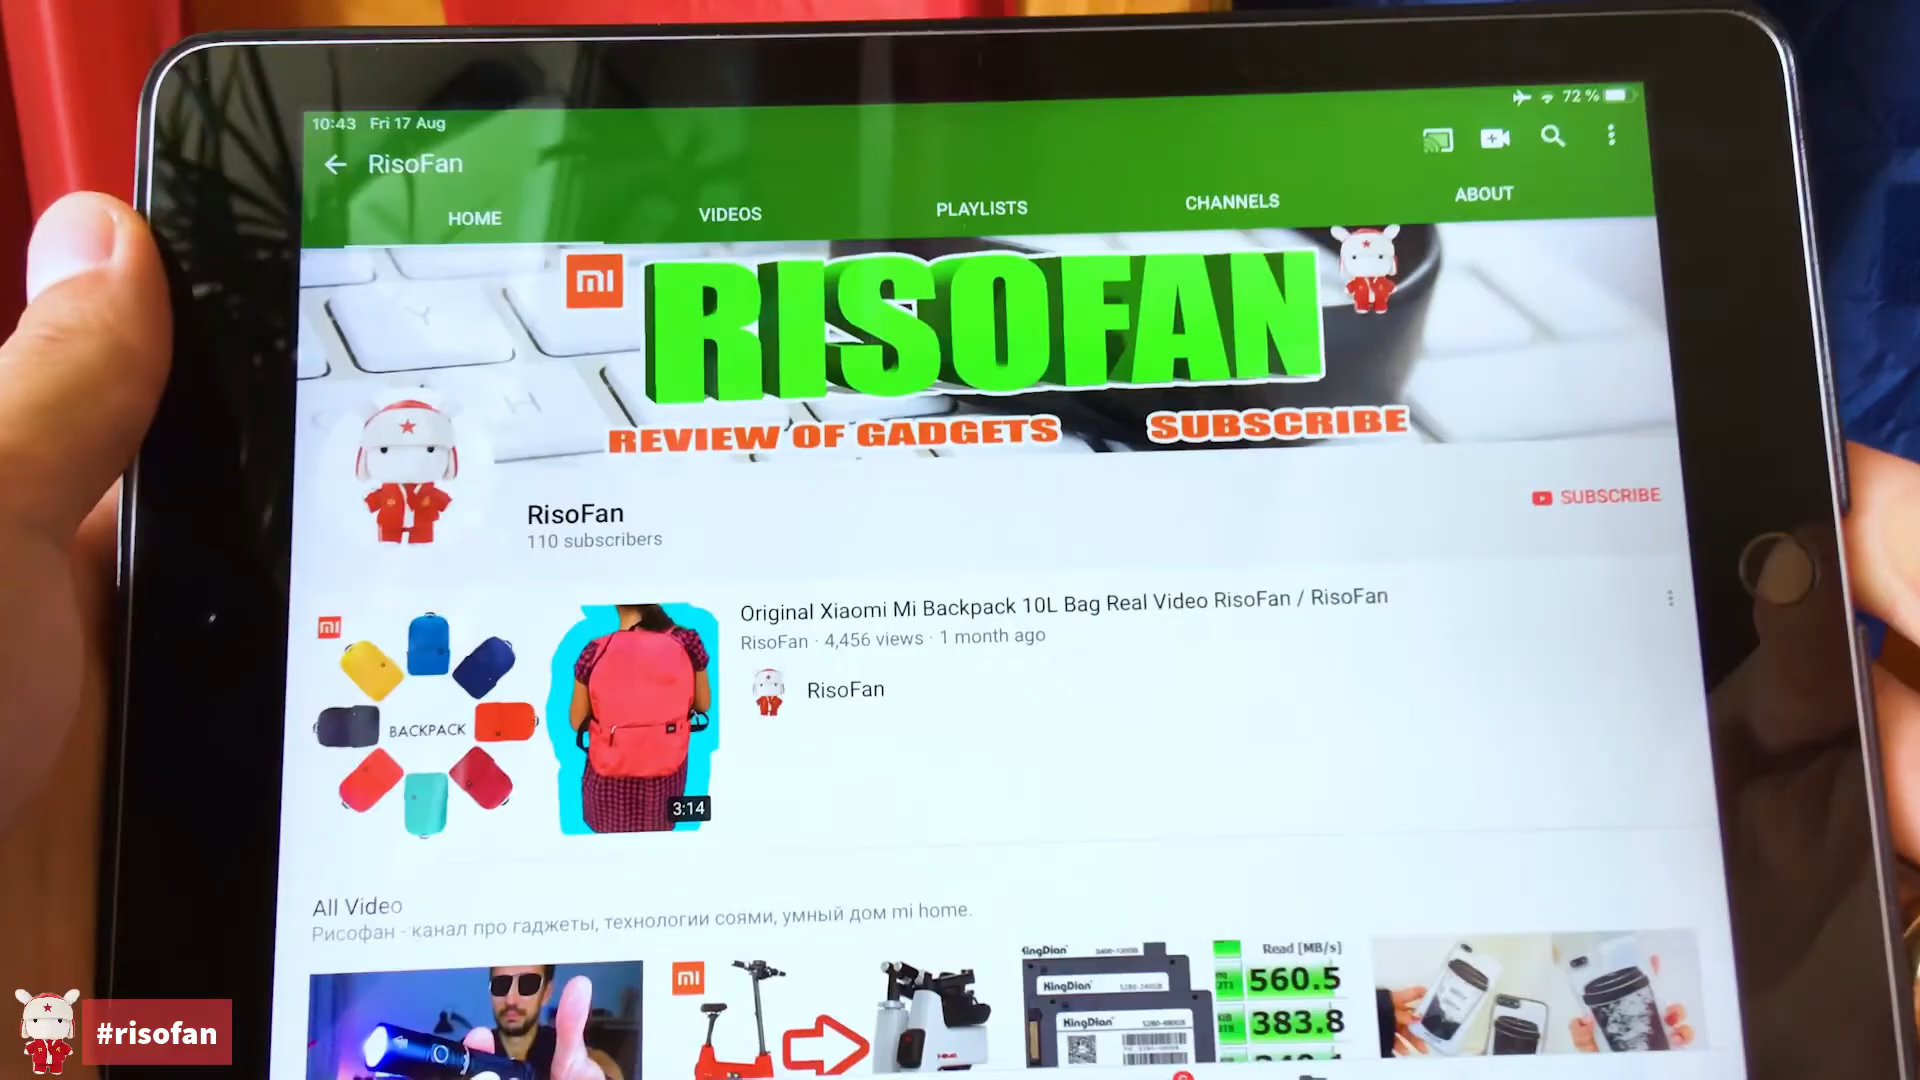 10:43 Fri 17 Aug
72 %
RisoFan
HOME
VIDEOS
PLAYLISTS
CHANNELS
ABOUT
mi
RISOFAN
REVIEW OF GADGETS
SUBSCRIBE
RisoFan
110 subscribers
SUBSCRIBE
mi
BACKPACK
3:14
Original Xiaomi Mi Backpack 10L Bag Real Video RisoFan / RisoFan
RisoFan · 4,456 views · 1 month ago
RisoFan
All Video
Рисофан - канал про гаджеты, технологии соями, умный дом mi home.
mi
KingDian
KingDian
KingDian
Read [MB/s]
560.5
383.8
#risofan